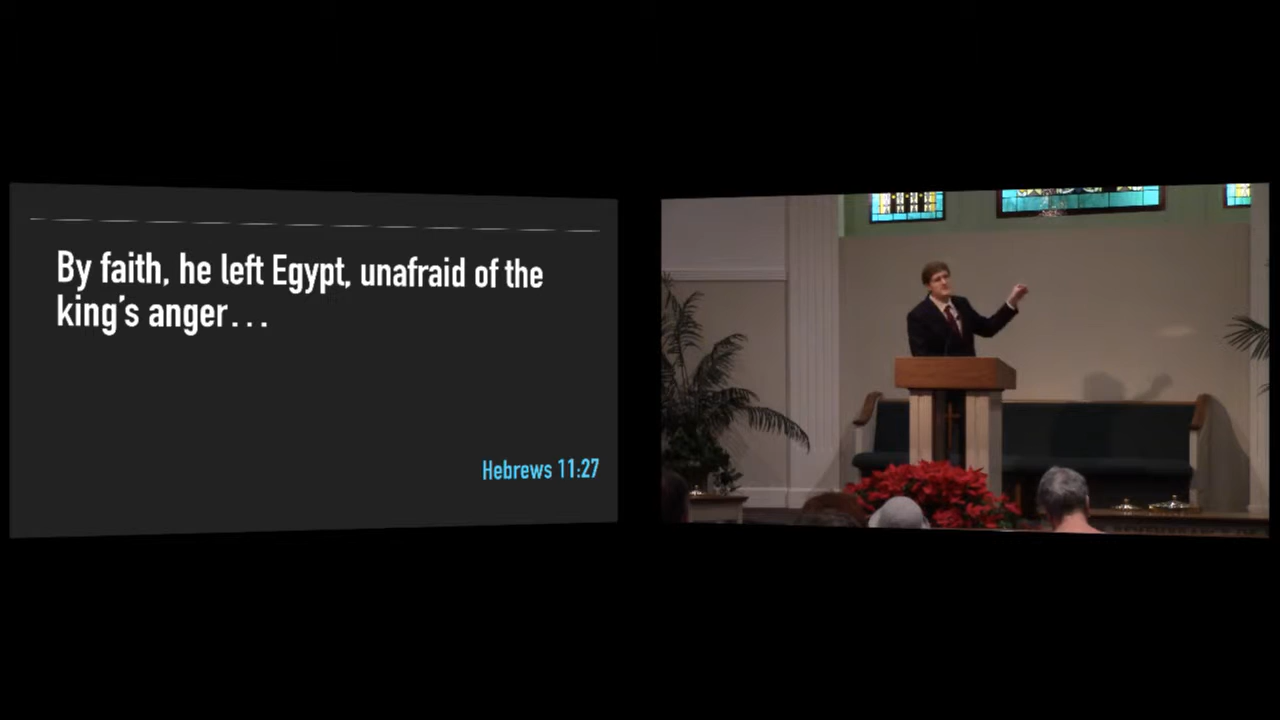 By faith, he left Egypt, unafraid of the
king's anger...
Hebrews 11:27